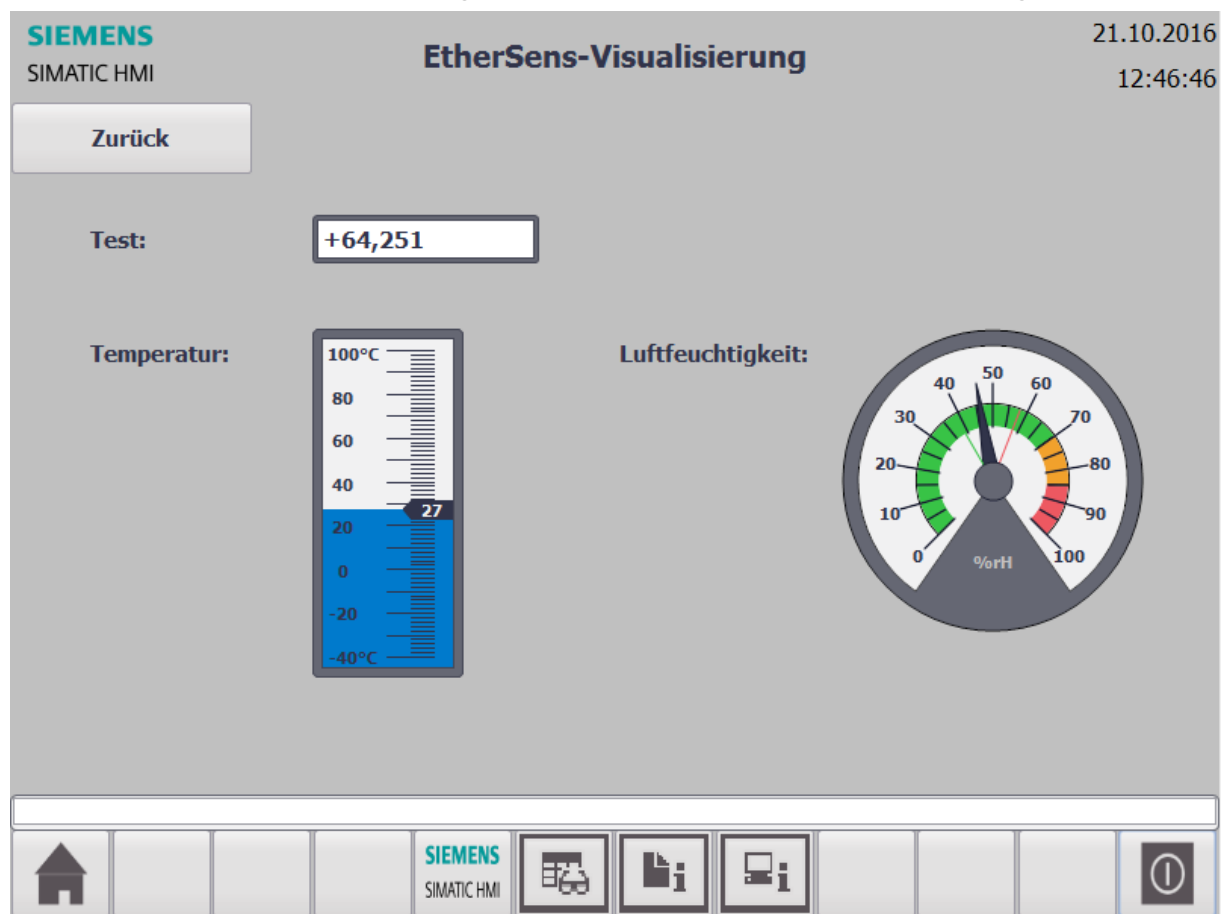 SIEMENS
SIMATIC HMI
EtherSens-Visualisierung
21.10.2016
12:46:46
Zurück
Test:
+64,251
Temperatur:
100°C
80
60
40
27
20
0
-20
-40°C
Luftfeuchtigkeit:
0
10
20
30
40
50
60
70
80
90
100
%rH
SIEMENS
SIMATIC HMI